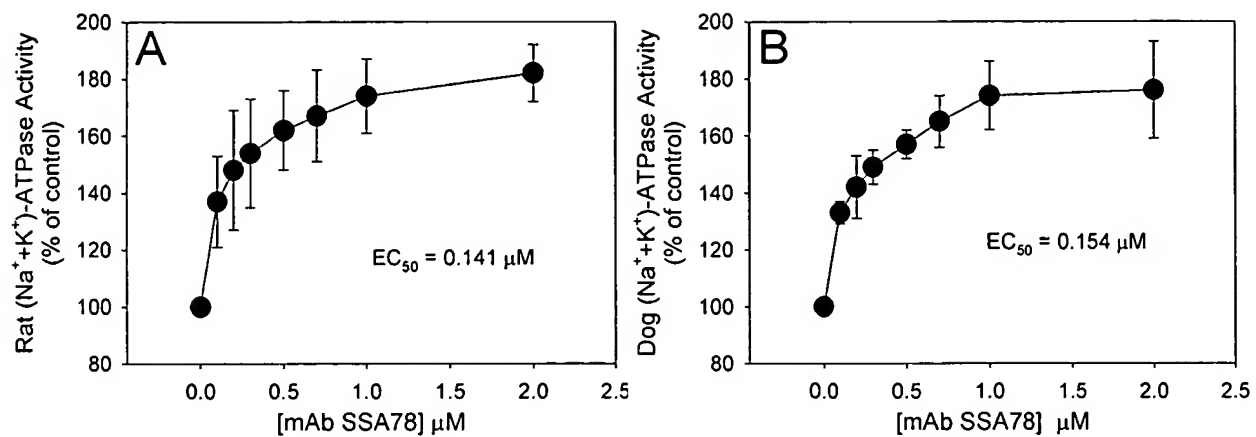 A
Rat (Na⁺+K⁺)-ATPase Activity
(% of control)
200
180
160
140
120
100
80
EC₅₀ = 0.141 μM
0.0 0.5 1.0 1.5 2.0 2.5
[mAb SSA78] μM
B
Dog (Na⁺+K⁺)-ATPase Activity
(% of control)
200
180
160
140
120
100
80
EC₅₀ = 0.154 μM
0.0 0.5 1.0 1.5 2.0 2.5
[mAb SSA78] μM